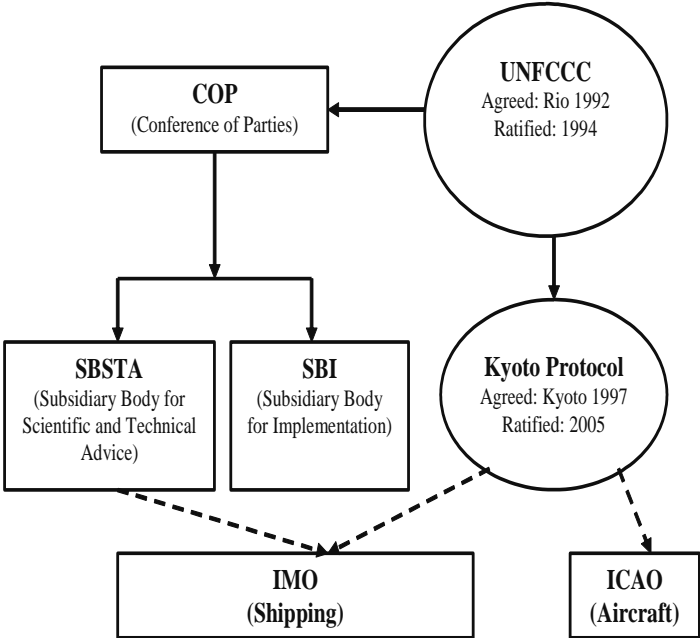 UNFCCC
Agreed: Rio 1992
Ratified: 1994
COP
(Conference of Parties)
SBSTA
(Subsidiary Body for
Scientific and Technical
Advice)
SBI
(Subsidiary Body
for Implementation)
Kyoto Protocol
Agreed: Kyoto 1997
Ratified: 2005
IMO
(Shipping)
ICAO
(Aircraft)